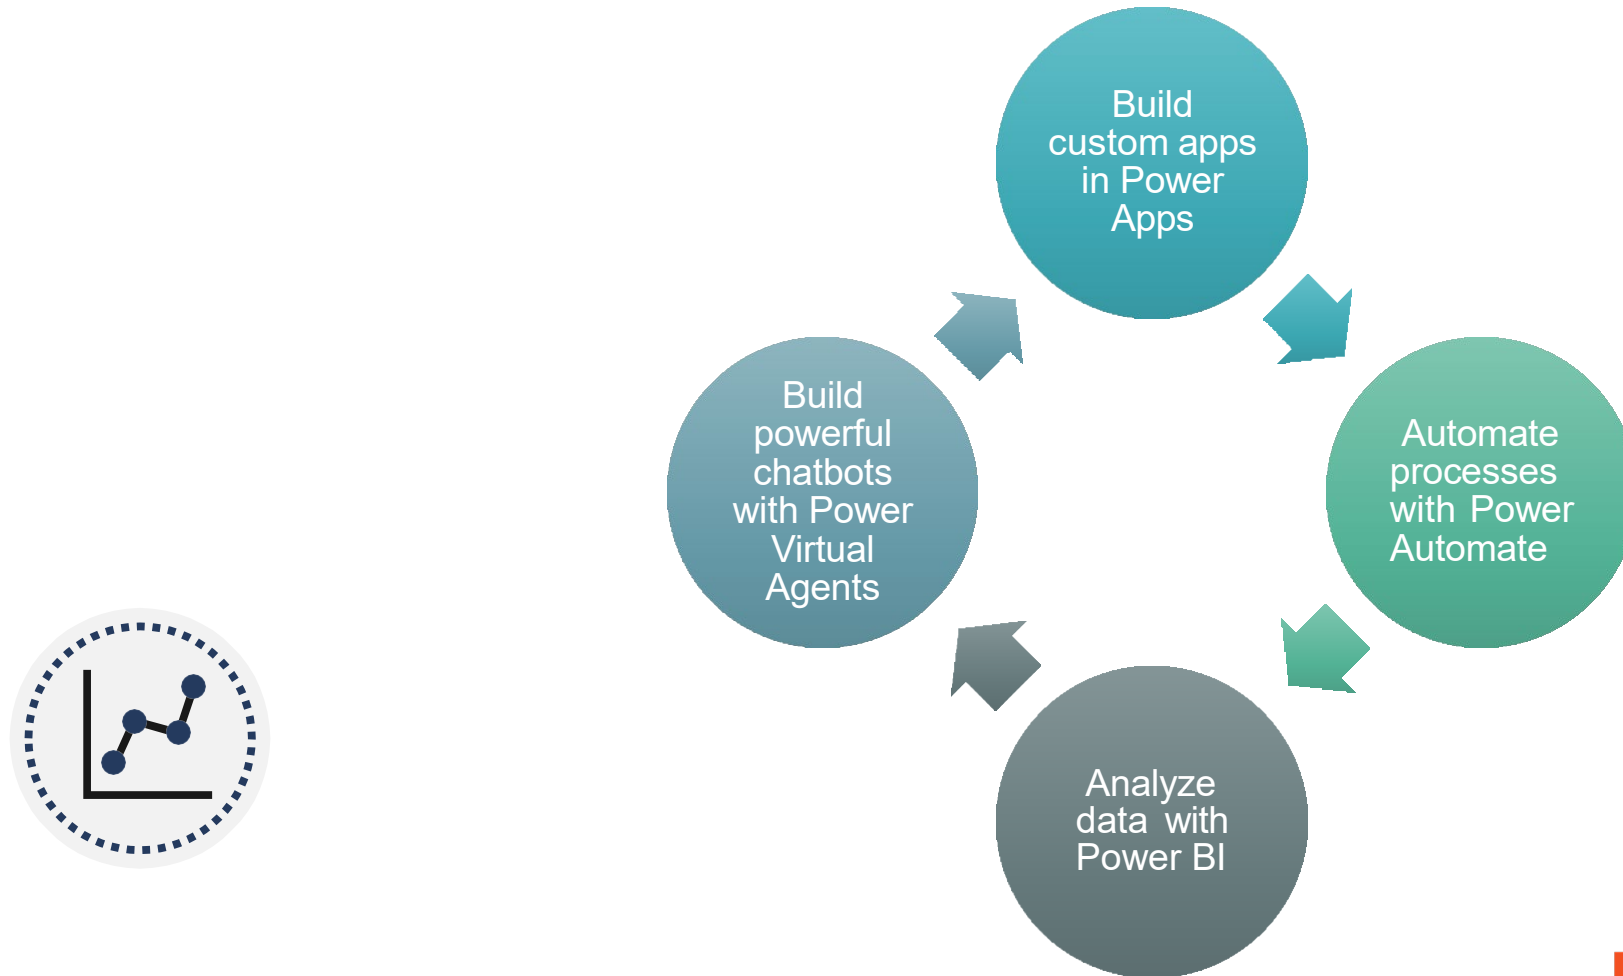 Build
custom apps
in Power
Apps
Automate
processes
with Power
Automate
Analyze
data with
Power BI
Build
powerful
chatbots
with Power
Virtual
Agents